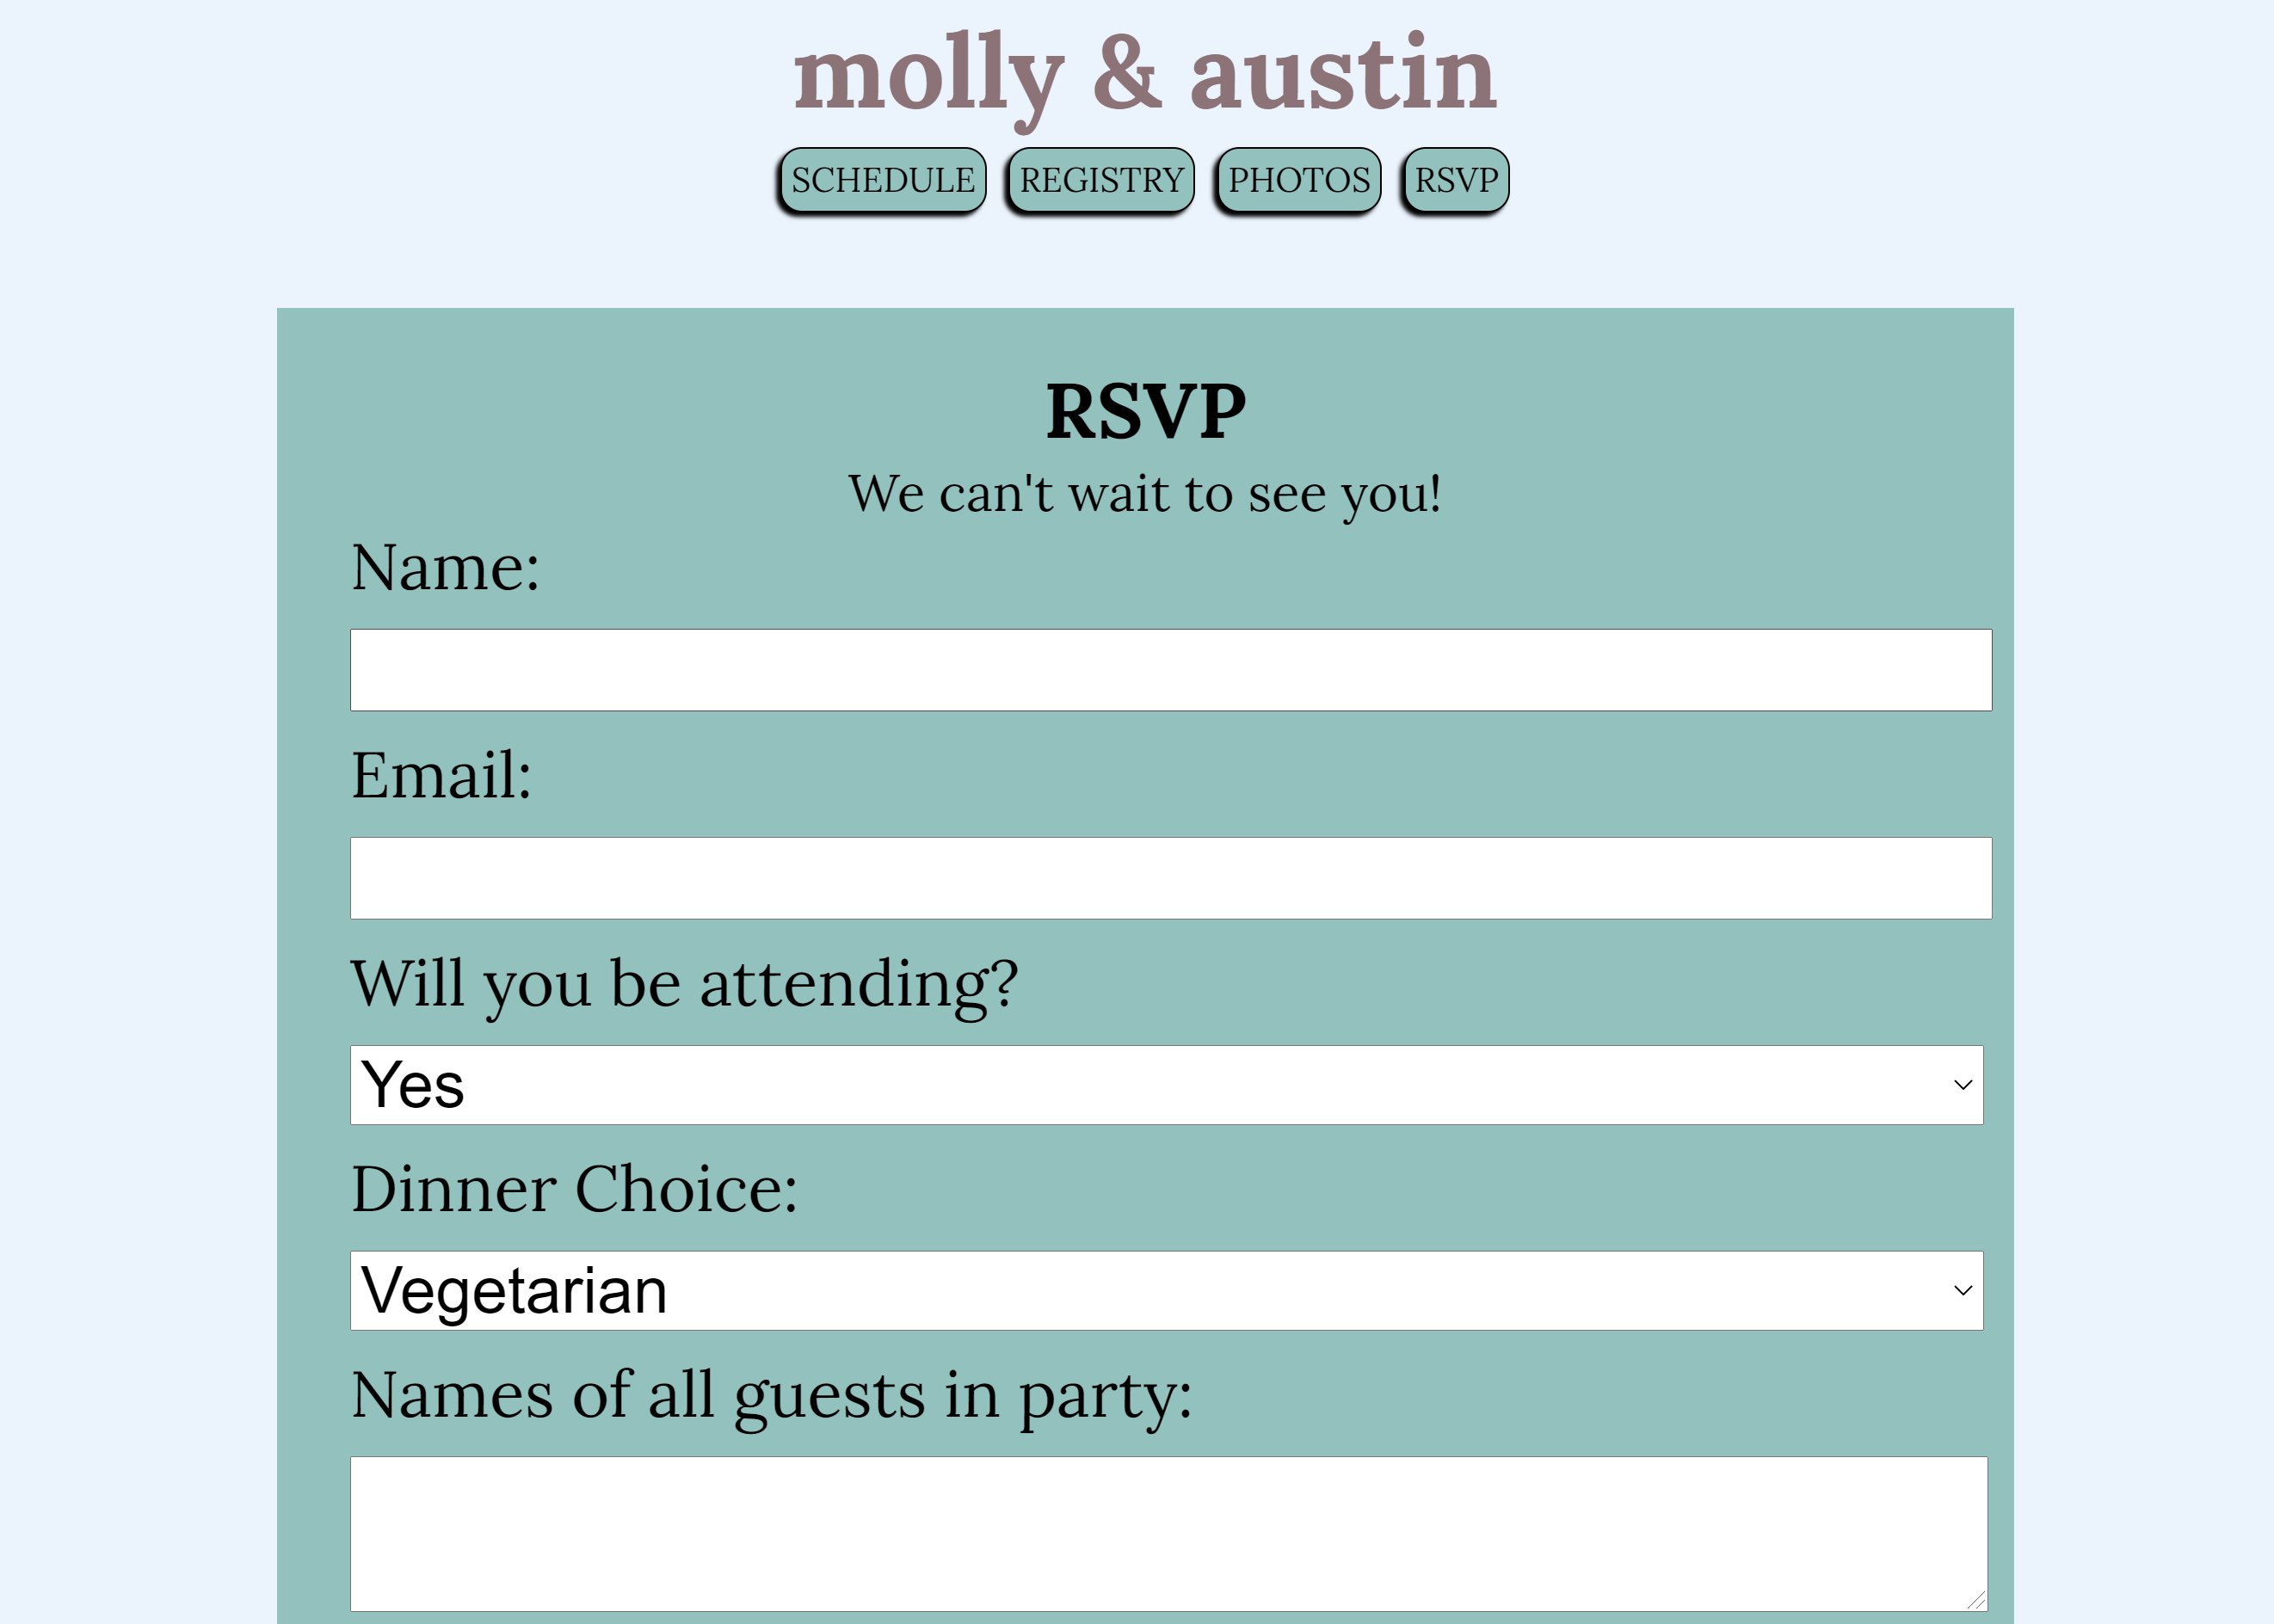 molly & austin
SCHEDULE REGISTRY PHOTOS RSVP
RSVP
We can't wait to see you!
Name:
Email:
Will you be attending?
Yes
Dinner Choice:
Vegetarian
Names of all guests in party: